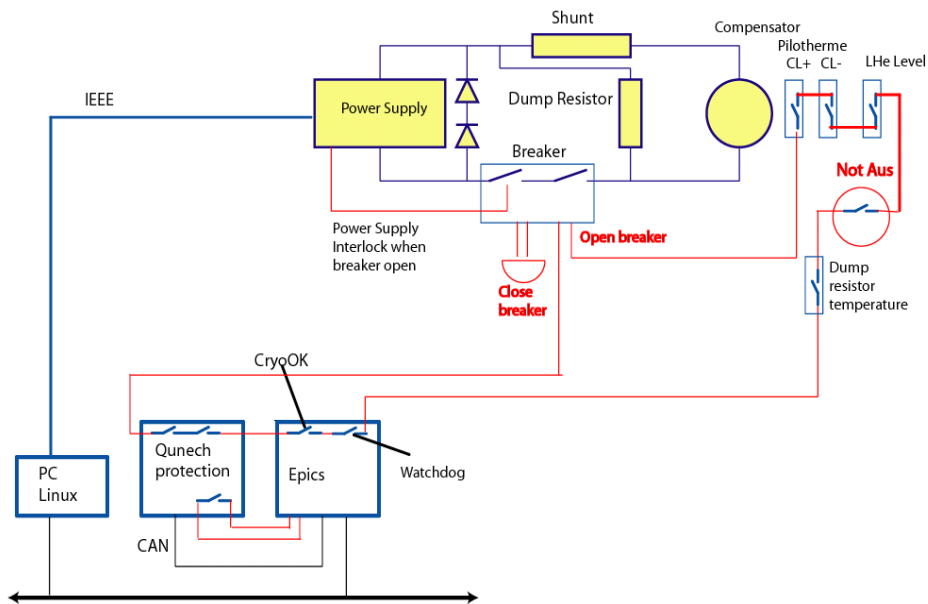 Shunt
Compensator
Pilotherme
CL+ CL- LHe Level
IEEE
Power Supply
Dump Resistor
Breaker
Not Aus
Power Supply
Interlock when
breaker open
Open breaker
Close
breaker
Dump
resistor
temperature
CryoOK
Qunech
protection
Epics
Watchdog
PC
Linux
CAN